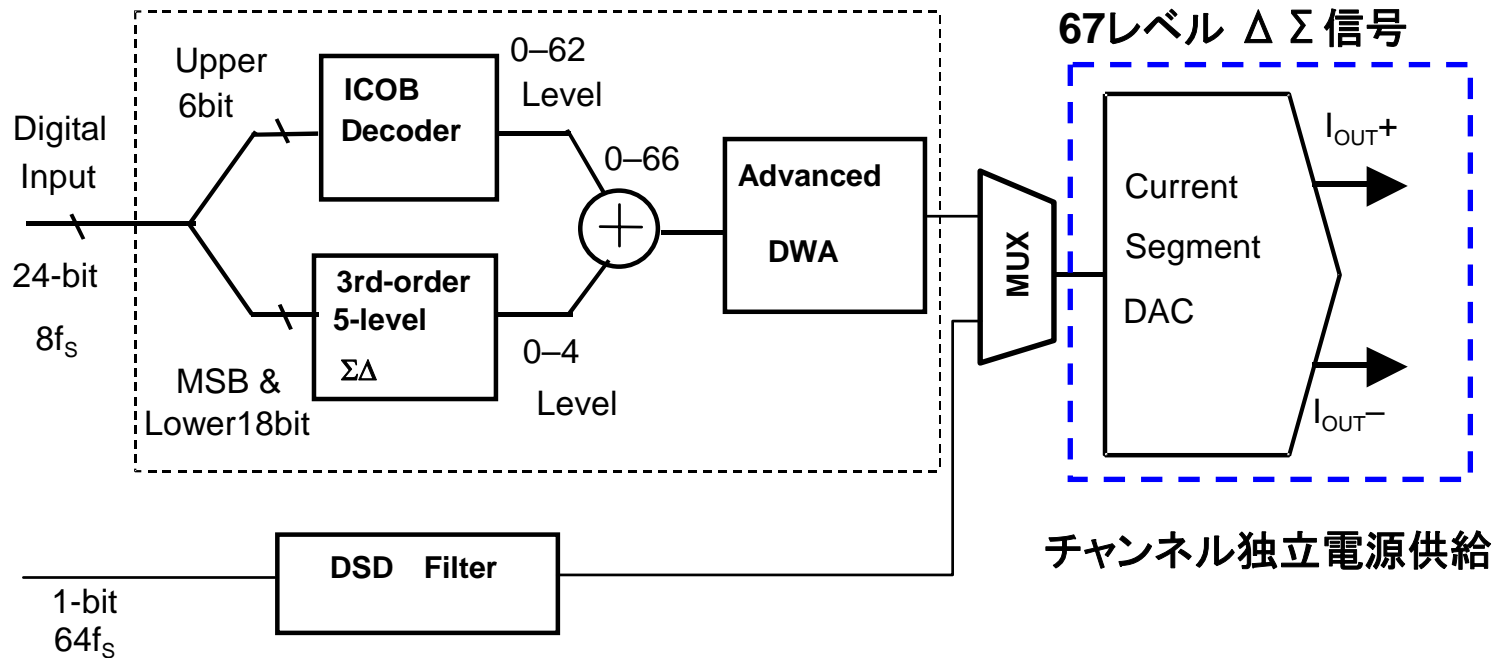 67レベル ΔΣ信号
Upper
6bit
ICOB
Decoder
0–62
Level
Digital
Input
24-bit
8fS
0–66
Advanced
DWA
3rd-order
5-level
ΣΔ
MSB &
Lower18bit
0–4
Level
MUX
Current
Segment
DAC
IOUT+
IOUT–
チャンネル独立電源供給
DSD Filter
1-bit
64fS